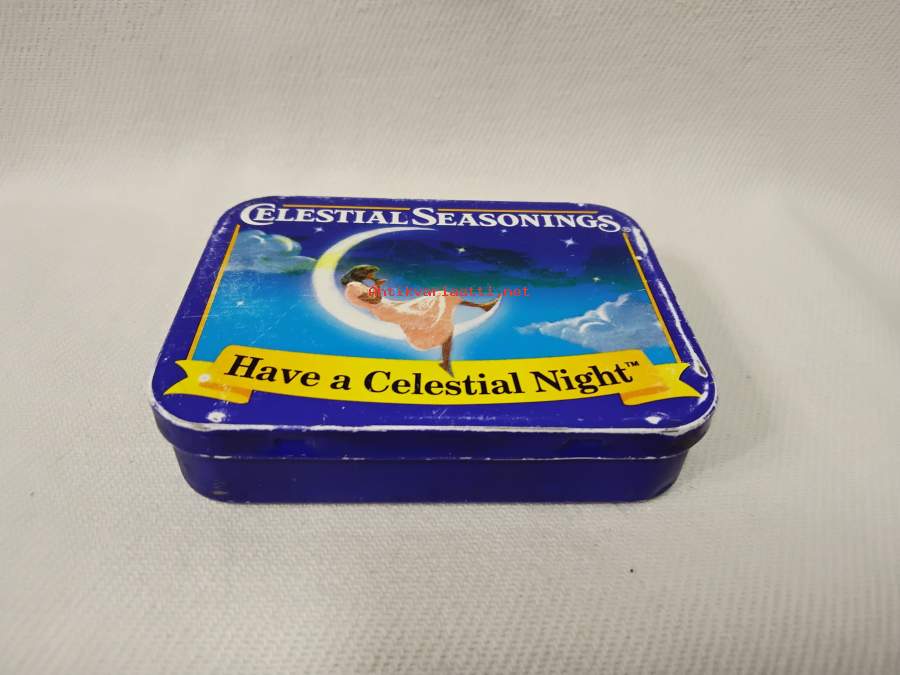 CELESTIAL SEASONINGS®
Antikvariaatti.net
Have a Celestial Night™